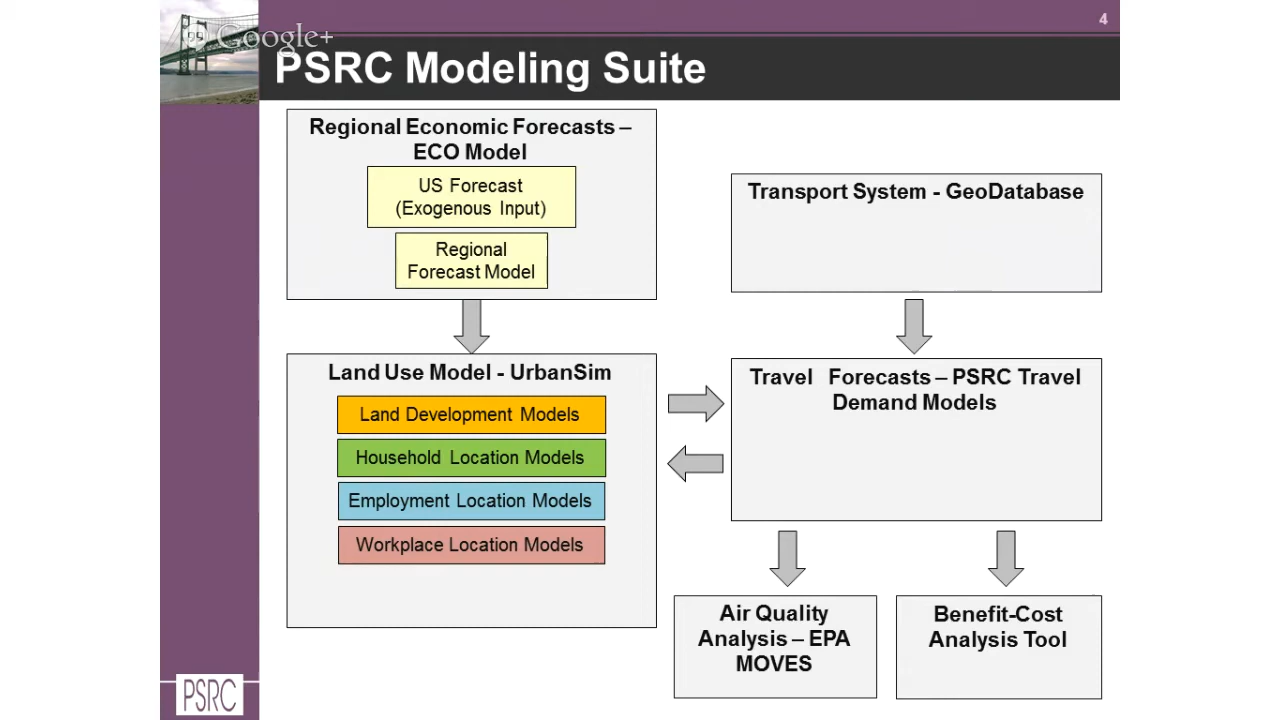 4
Google+
PSRC Modeling Suite
Regional Economic Forecasts –
ECO Model
US Forecast
(Exogenous Input)
Regional
Forecast Model
Transport System - GeoDatabase
Land Use Model - UrbanSim
Land Development Models
Household Location Models
Employment Location Models
Workplace Location Models
Travel Forecasts – PSRC Travel
Demand Models
Air Quality
Analysis – EPA
MOVES
Benefit-Cost
Analysis Tool
PSRC